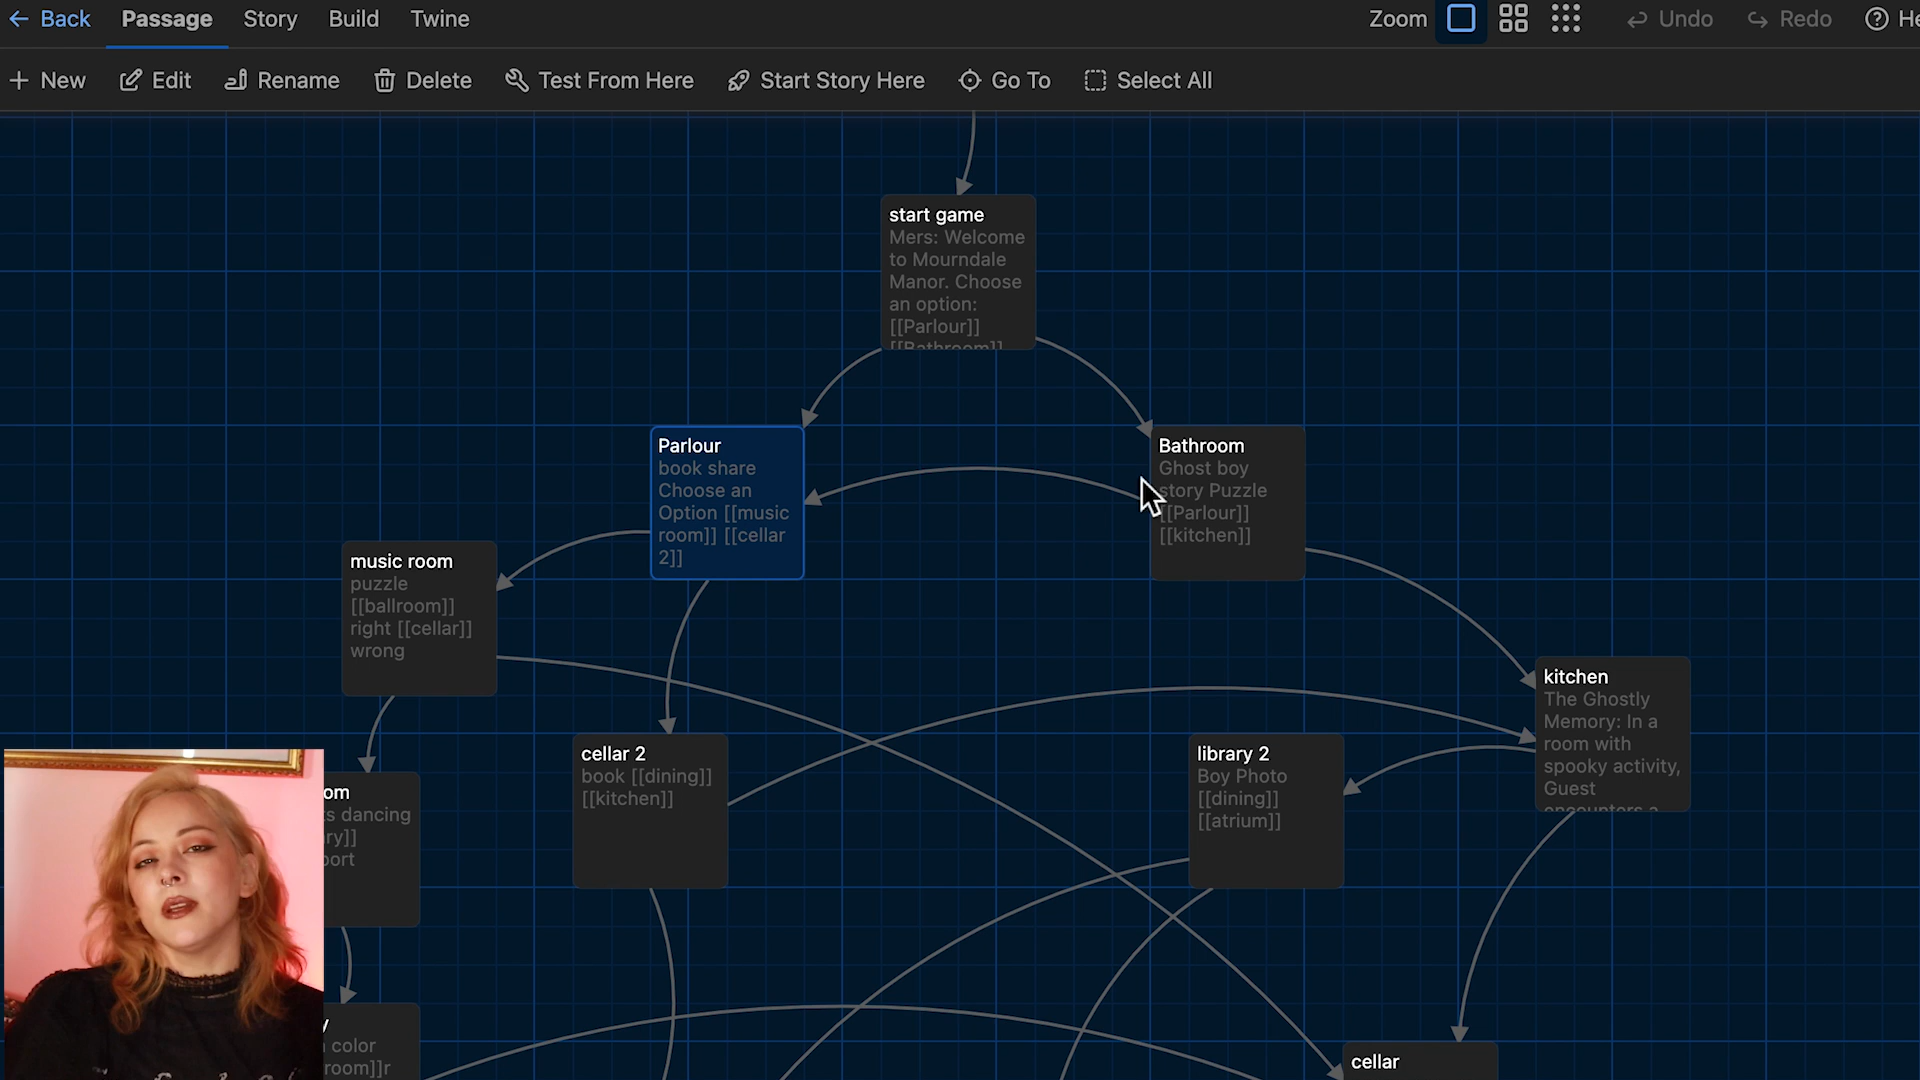 Back Passage Story Build Twine Zoom Undo Redo
New Edit Rename Delete Test From Here Start Story Here Go To Select All
start game
Mers: Welcome
to Mourndale
Manor. Choose
an option:
[[Parlour]]
[[Bathroom]]
Parlour
book share
Choose an
Option [[music
room]] [[cellar
2]]
Bathroom
Ghost boy
story Puzzle
[[Parlour]]
[[kitchen]]
music room
puzzle
[[ballroom]]
right [[cellar]]
wrong
kitchen
The Ghostly
Memory: In a
room with
spooky activity,
Guest
encounters a
cellar 2
book [[dining]]
[[kitchen]]
library 2
Boy Photo
[[dining]]
[[atrium]]
dancing
color
cellar